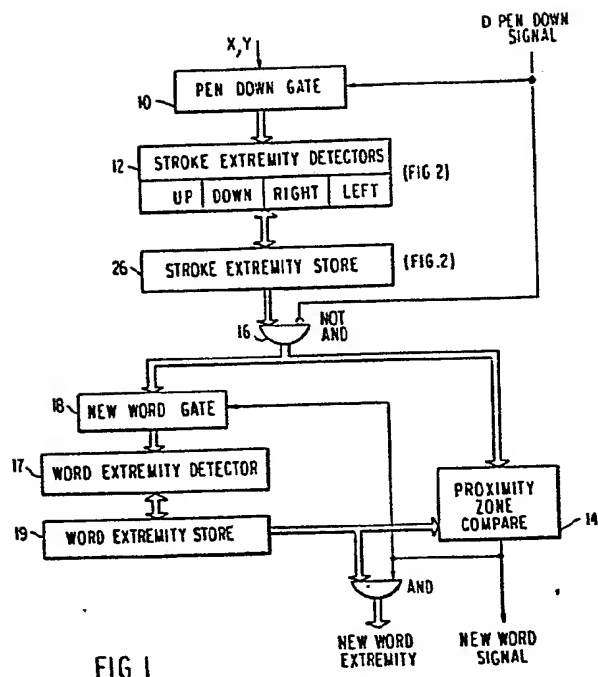 D PEN DOWN
SIGNAL
X,Y
PEN DOWN GATE
10
12
STROKE EXTREMITY DETECTORS
(FIG 2)
UP DOWN RIGHT LEFT
26
STROKE EXTREMITY STORE
(FIG.2)
16
NOT
AND
18
NEW WORD GATE
17
WORD EXTREMITY DETECTOR
19
WORD EXTREMITY STORE
PROXIMITY
ZONE
COMPARE
14
AND
NEW WORD
EXTREMITY
NEW WORD
SIGNAL
FIG 1